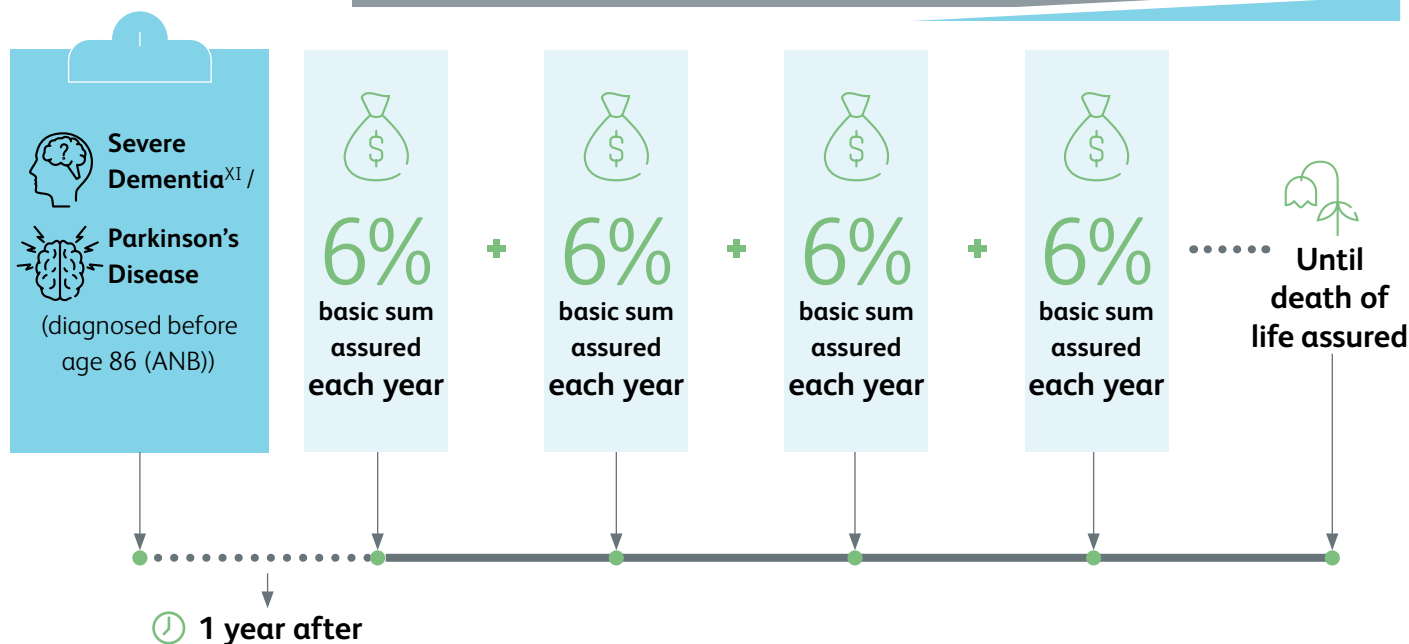 Severe
Dementia^XI /
Parkinson's
Disease
(diagnosed before
age 86 (ANB))
$
6%
basic sum
assured
each year
+
$
6%
basic sum
assured
each year
+
$
6%
basic sum
assured
each year
+
$
6%
basic sum
assured
each year
Until
death of
life assured
1 year after